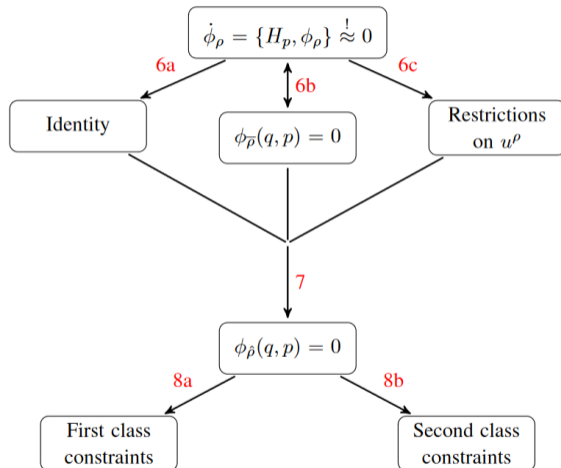 φ̇_ρ = {H_p, φ_ρ} ≈^! 0
6a
6b
6c
Identity
φ_ρ̅(q, p) = 0
Restrictions
on u^ρ
7
φ_ρ̂(q, p) = 0
8a
8b
First class
constraints
Second class
constraints